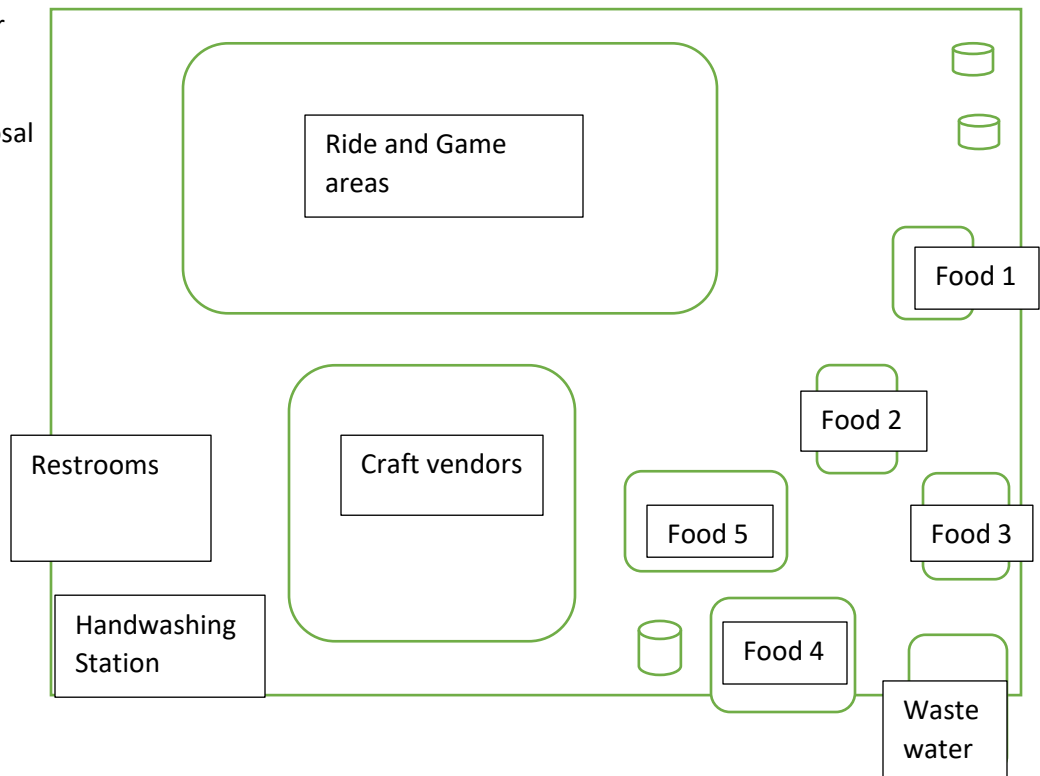 Ride and Game
areas
Food 1
Food 2
Restrooms
Craft vendors
Food 5
Food 3
Handwashing
Station
Food 4
Waste
water